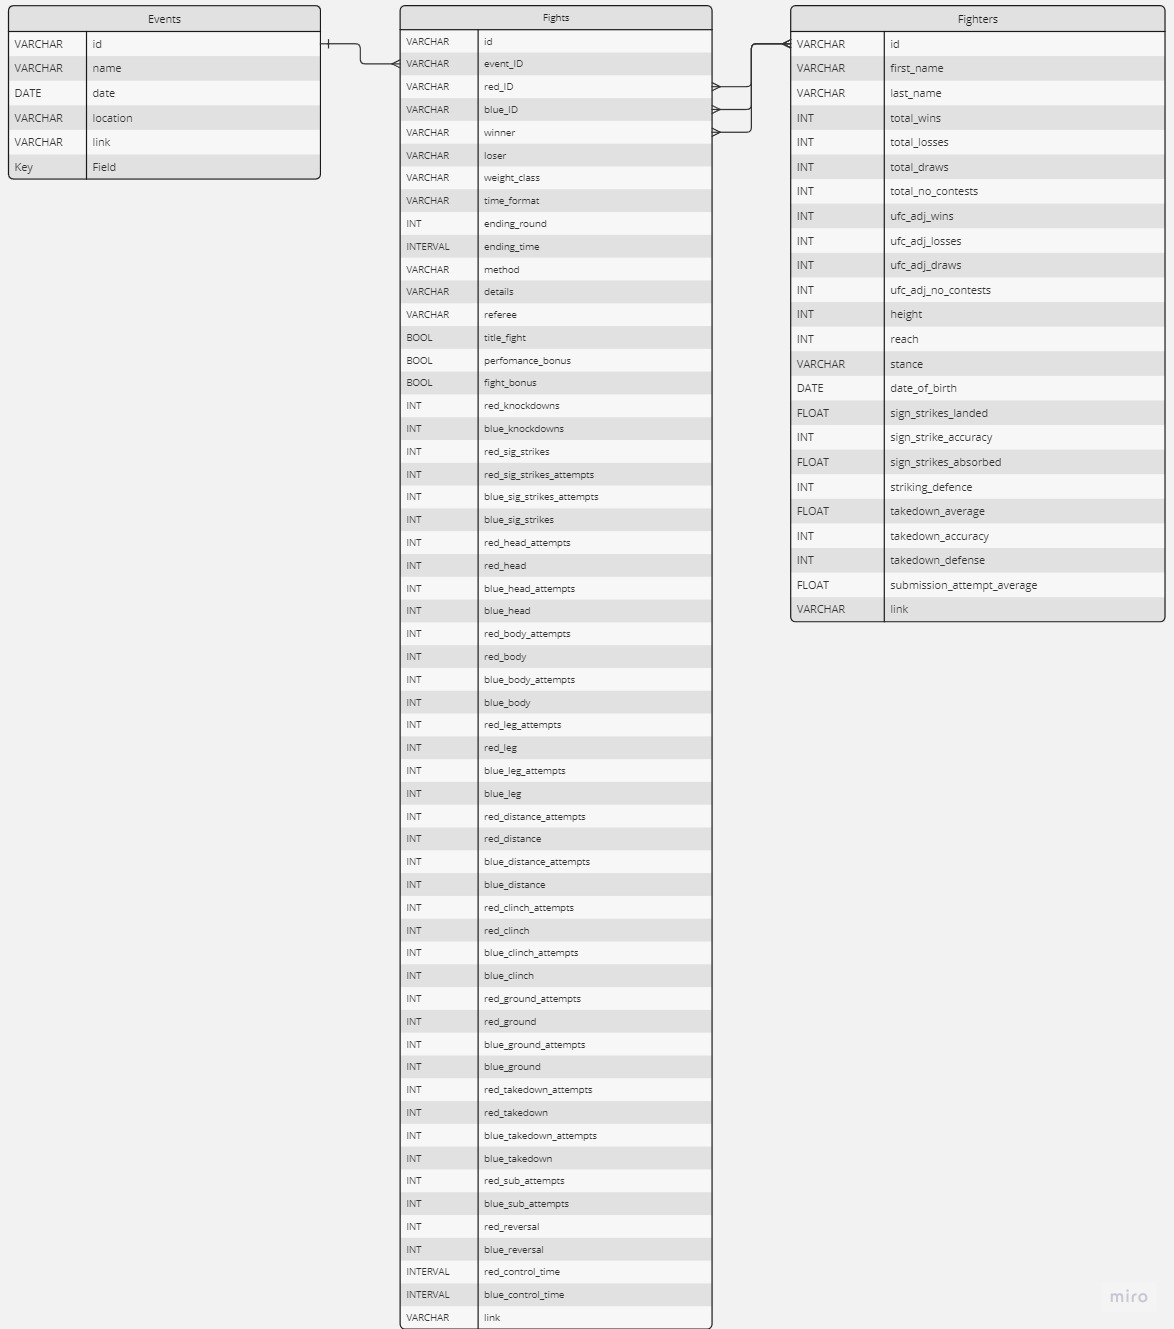 Events
VARCHAR id
VARCHAR name
DATE date
VARCHAR location
VARCHAR link
Key Field
Fights
VARCHAR id
VARCHAR event_ID
VARCHAR red_ID
VARCHAR blue_ID
VARCHAR winner
VARCHAR loser
VARCHAR weight_class
VARCHAR time_format
INT ending_round
INTERVAL ending_time
VARCHAR method
VARCHAR details
VARCHAR referee
BOOL title_fight
BOOL perfomance_bonus
BOOL fight_bonus
INT red_knockdowns
INT blue_knockdowns
INT red_sig_strikes
INT red_sig_strikes_attempts
INT blue_sig_strikes_attempts
INT blue_sig_strikes
INT red_head_attempts
INT red_head
INT blue_head_attempts
INT blue_head
INT red_body_attempts
INT red_body
INT blue_body_attempts
INT blue_body
INT red_leg_attempts
INT red_leg
INT blue_leg_attempts
INT blue_leg
INT red_distance_attempts
INT red_distance
INT blue_distance_attempts
INT blue_distance
INT red_clinch_attempts
INT red_clinch
INT blue_clinch_attempts
INT blue_clinch
INT red_ground_attempts
INT red_ground
INT blue_ground_attempts
INT blue_ground
INT red_takedown_attempts
INT red_takedown
INT blue_takedown_attempts
INT blue_takedown
INT red_sub_attempts
INT blue_sub_attempts
INT red_reversal
INT blue_reversal
INTERVAL red_control_time
INTERVAL blue_control_time
VARCHAR link
Fighters
VARCHAR id
VARCHAR first_name
VARCHAR last_name
INT total_wins
INT total_losses
INT total_draws
INT total_no_contests
INT ufc_adj_wins
INT ufc_adj_losses
INT ufc_adj_draws
INT ufc_adj_no_contests
INT height
INT reach
VARCHAR stance
DATE date_of_birth
FLOAT sign_strikes_landed
INT sign_strike_accuracy
FLOAT sign_strikes_absorbed
INT striking_defence
FLOAT takedown_average
INT takedown_accuracy
INT takedown_defense
FLOAT submission_attempt_average
VARCHAR link
miro